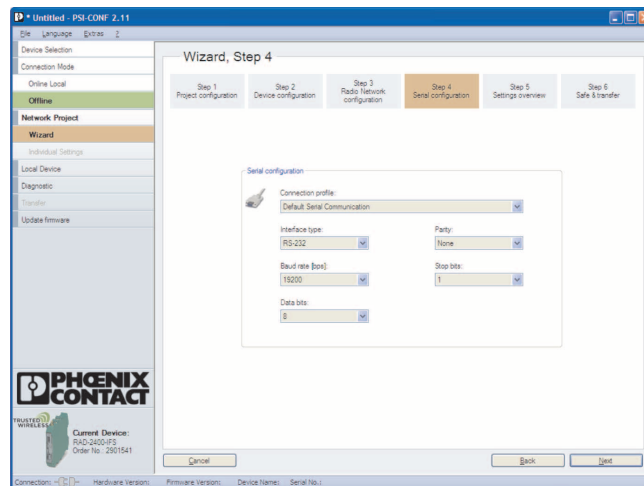 * Untitled - PSI-CONF 2.11
File Language Extras ?
Device Selection
Connection Mode
Online Local
Offline
Network Project
Wizard
Individual Settings
Local Device
Diagnostic
Transfer
Update firmware
Wizard, Step 4
Step 1
Project configuration
Step 2
Device configuration
Step 3
Radio Network
configuration
Step 4
Serial configuration
Step 5
Settings overview
Step 6
Safe & transfer
Serial configuration
Connection profile:
Default Serial Communication
Interface type:
RS-232
Parity:
None
Baud rate [bps]:
19200
Stop bits:
1
Data bits:
8
PHŒNIX
CONTACT
TRUSTED
WIRELESS
Current Device:
RAD-2400-IFS
Order No.: 2901541
Cancel
Back
Next
Connection: Hardware Version: Firmware Version: Device Name: Serial No.: